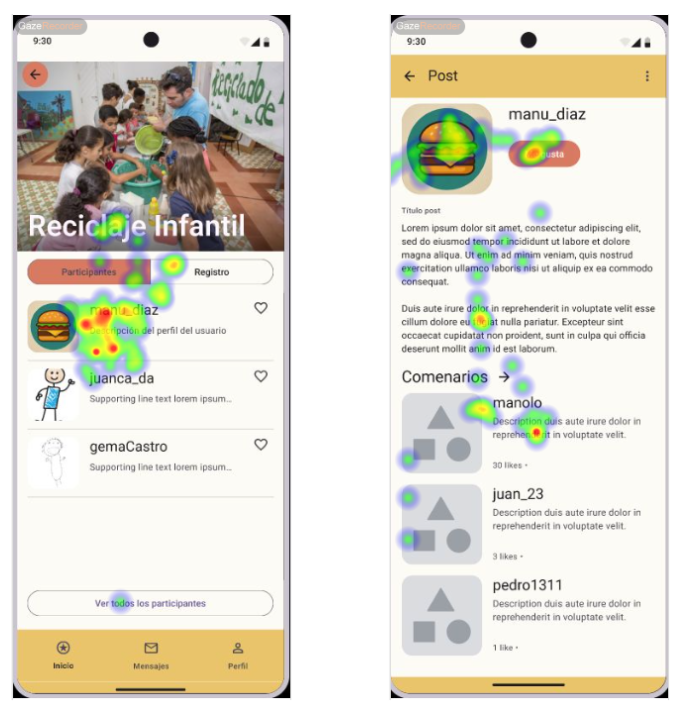 GazeRecorder
9:30
Reciclado de
Reciclaje Infantil
Participantes
Registro
manu_diaz
Descripción del perfil del usuario
juanca_da
Supporting line text lorem ipsum...
gemaCastro
Supporting line text lorem ipsum...
Ver todos los participantes
Inicio
Mensajes
Perfil
GazeRecorder
9:30
Post
manu_diaz
usta
Título post
Lorem ipsum dolor sit amet, consectetur adipiscing elit,
sed do eiusmod tempor incididunt ut labore et dolore
magna aliqua. Ut enim ad minim veniam, quis nostrud
exercitation ullamco laboris nisi ut aliquip ex ea commodo
consequat.
Duis aute irure dolor in reprehenderit in voluptate velit esse
cillum dolore eu fugiat nulla pariatur. Excepteur sint
occaecat cupidatat non proident, sunt in culpa qui officia
deserunt mollit anim id est laborum.
Comenarios
manolo
Description duis aute irure dolor in
reprehenderit in voluptate velit.
30 likes •
juan_23
Description duis aute irure dolor in
reprehenderit in voluptate velit.
3 likes •
pedro1311
Description duis aute irure dolor in
reprehenderit in voluptate velit.
1 like •